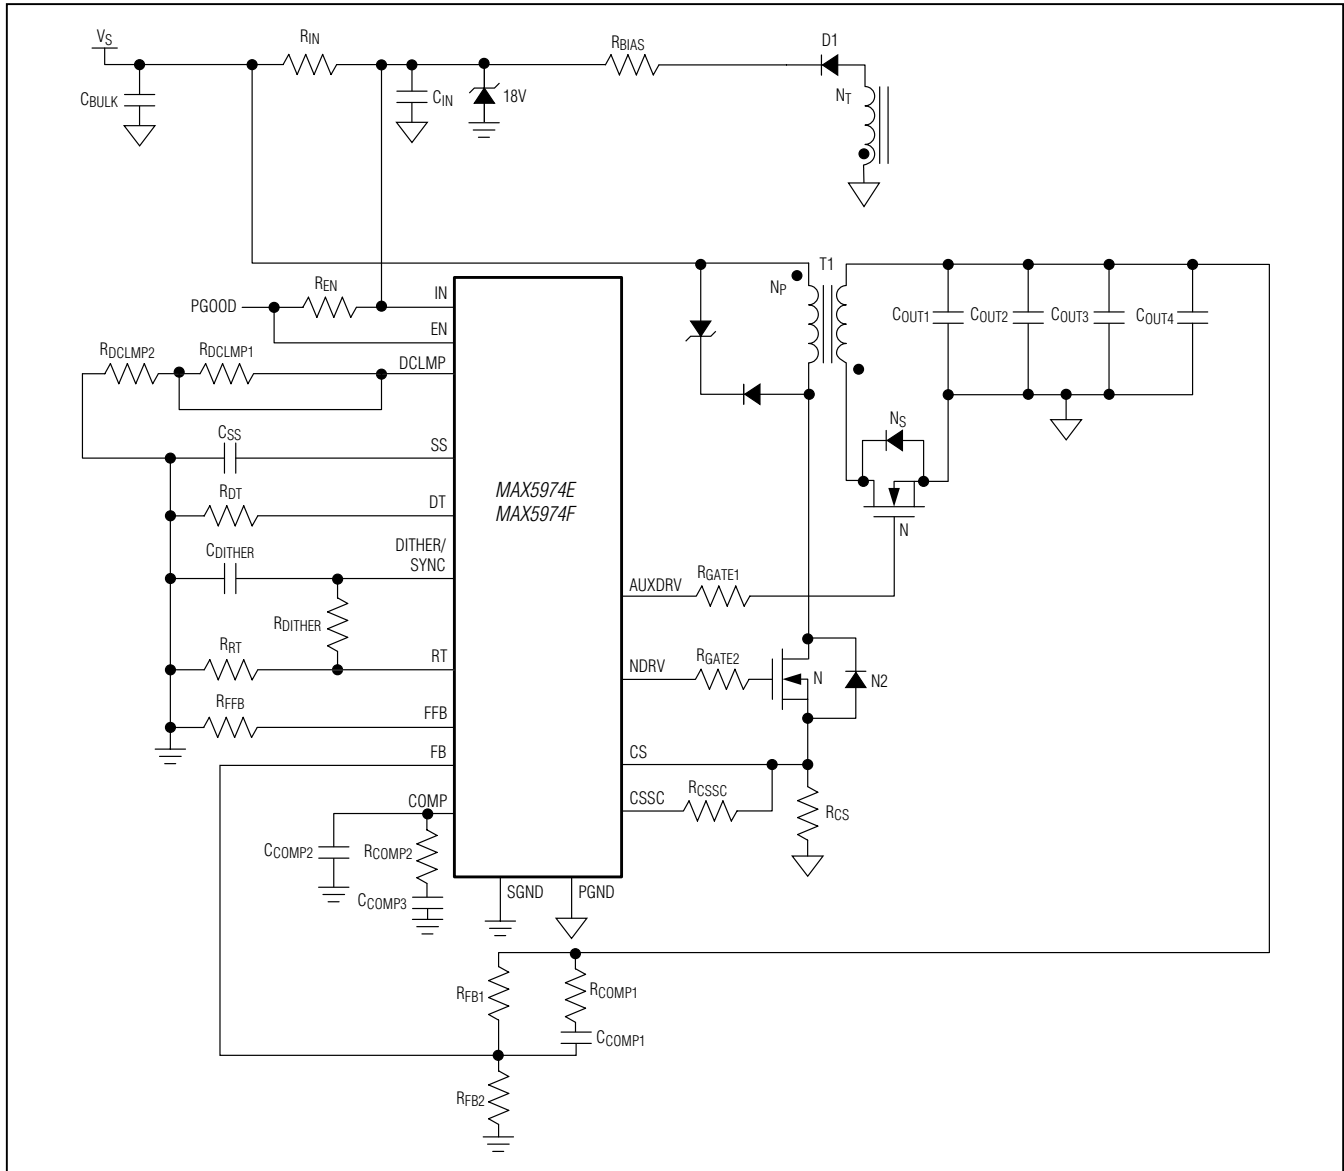 VS
RIN
RBIAS
D1
CBULK
CIN
18V
NT
T1
NP
PGOOD
REN
IN
EN
COUT1
COUT2
COUT3
COUT4
RDCLMP2
RDCLMP1
DCLMP
CSS
SS
NS
RDT
DT
MAX5974E
MAX5974F
N
CDITHER
DITHER/
SYNC
AUXDRV
RGATE1
RDITHER
RRT
RT
NDRV
RGATE2
N
N2
RFFB
FFB
FB
CS
COMP
CSSC
RCSSC
RCS
CCOMP2
RCOMP2
CCOMP3
SGND
PGND
RFB1
RCOMP1
CCOMP1
RFB2